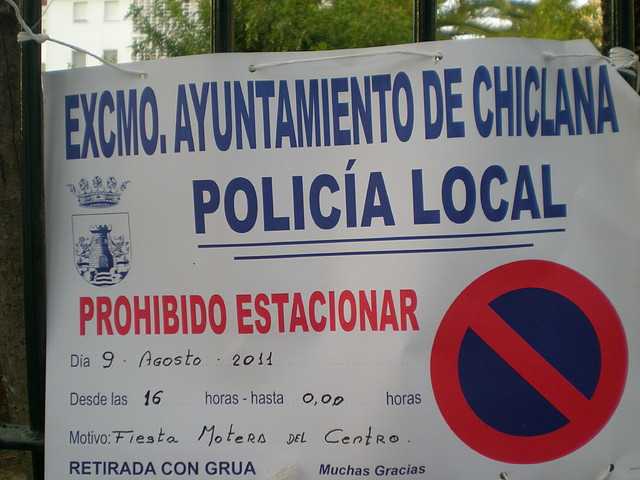 EXCMO. AYUNTAMIENTO DE CHICLANA
POLICÍA LOCAL
PROHIBIDO ESTACIONAR
Día 9 - Agosto - 2011
Desde las 16 horas - hasta 0,00 horas
Motivo: Fiesta Motera DEL Centro.
RETIRADA CON GRUA Muchas Gracias